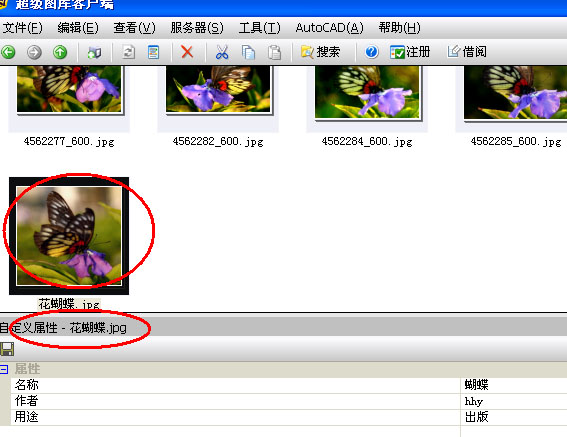 超级图库客户端
文件(F) 编辑(E) 查看(V) 服务器(S) 工具(T) AutoCAD(A) 帮助(H)
搜索 注册 借阅
4562277_600.jpg 4562282_600.jpg 4562284_600.jpg 4562285_600.jpg
花蝴蝶.jpg
自定义属性 - 花蝴蝶.jpg
属性
名称 蝴蝶
作者 hhy
用途 出版